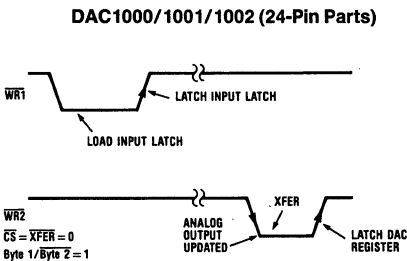 DAC1000/1001/1002 (24-Pin Parts)
WR1
LATCH INPUT LATCH
LOAD INPUT LATCH
WR2
CS = XFER = 0
Byte 1/Byte 2 = 1
ANALOG
OUTPUT
UPDATED
XFER
LATCH DAC
REGISTER